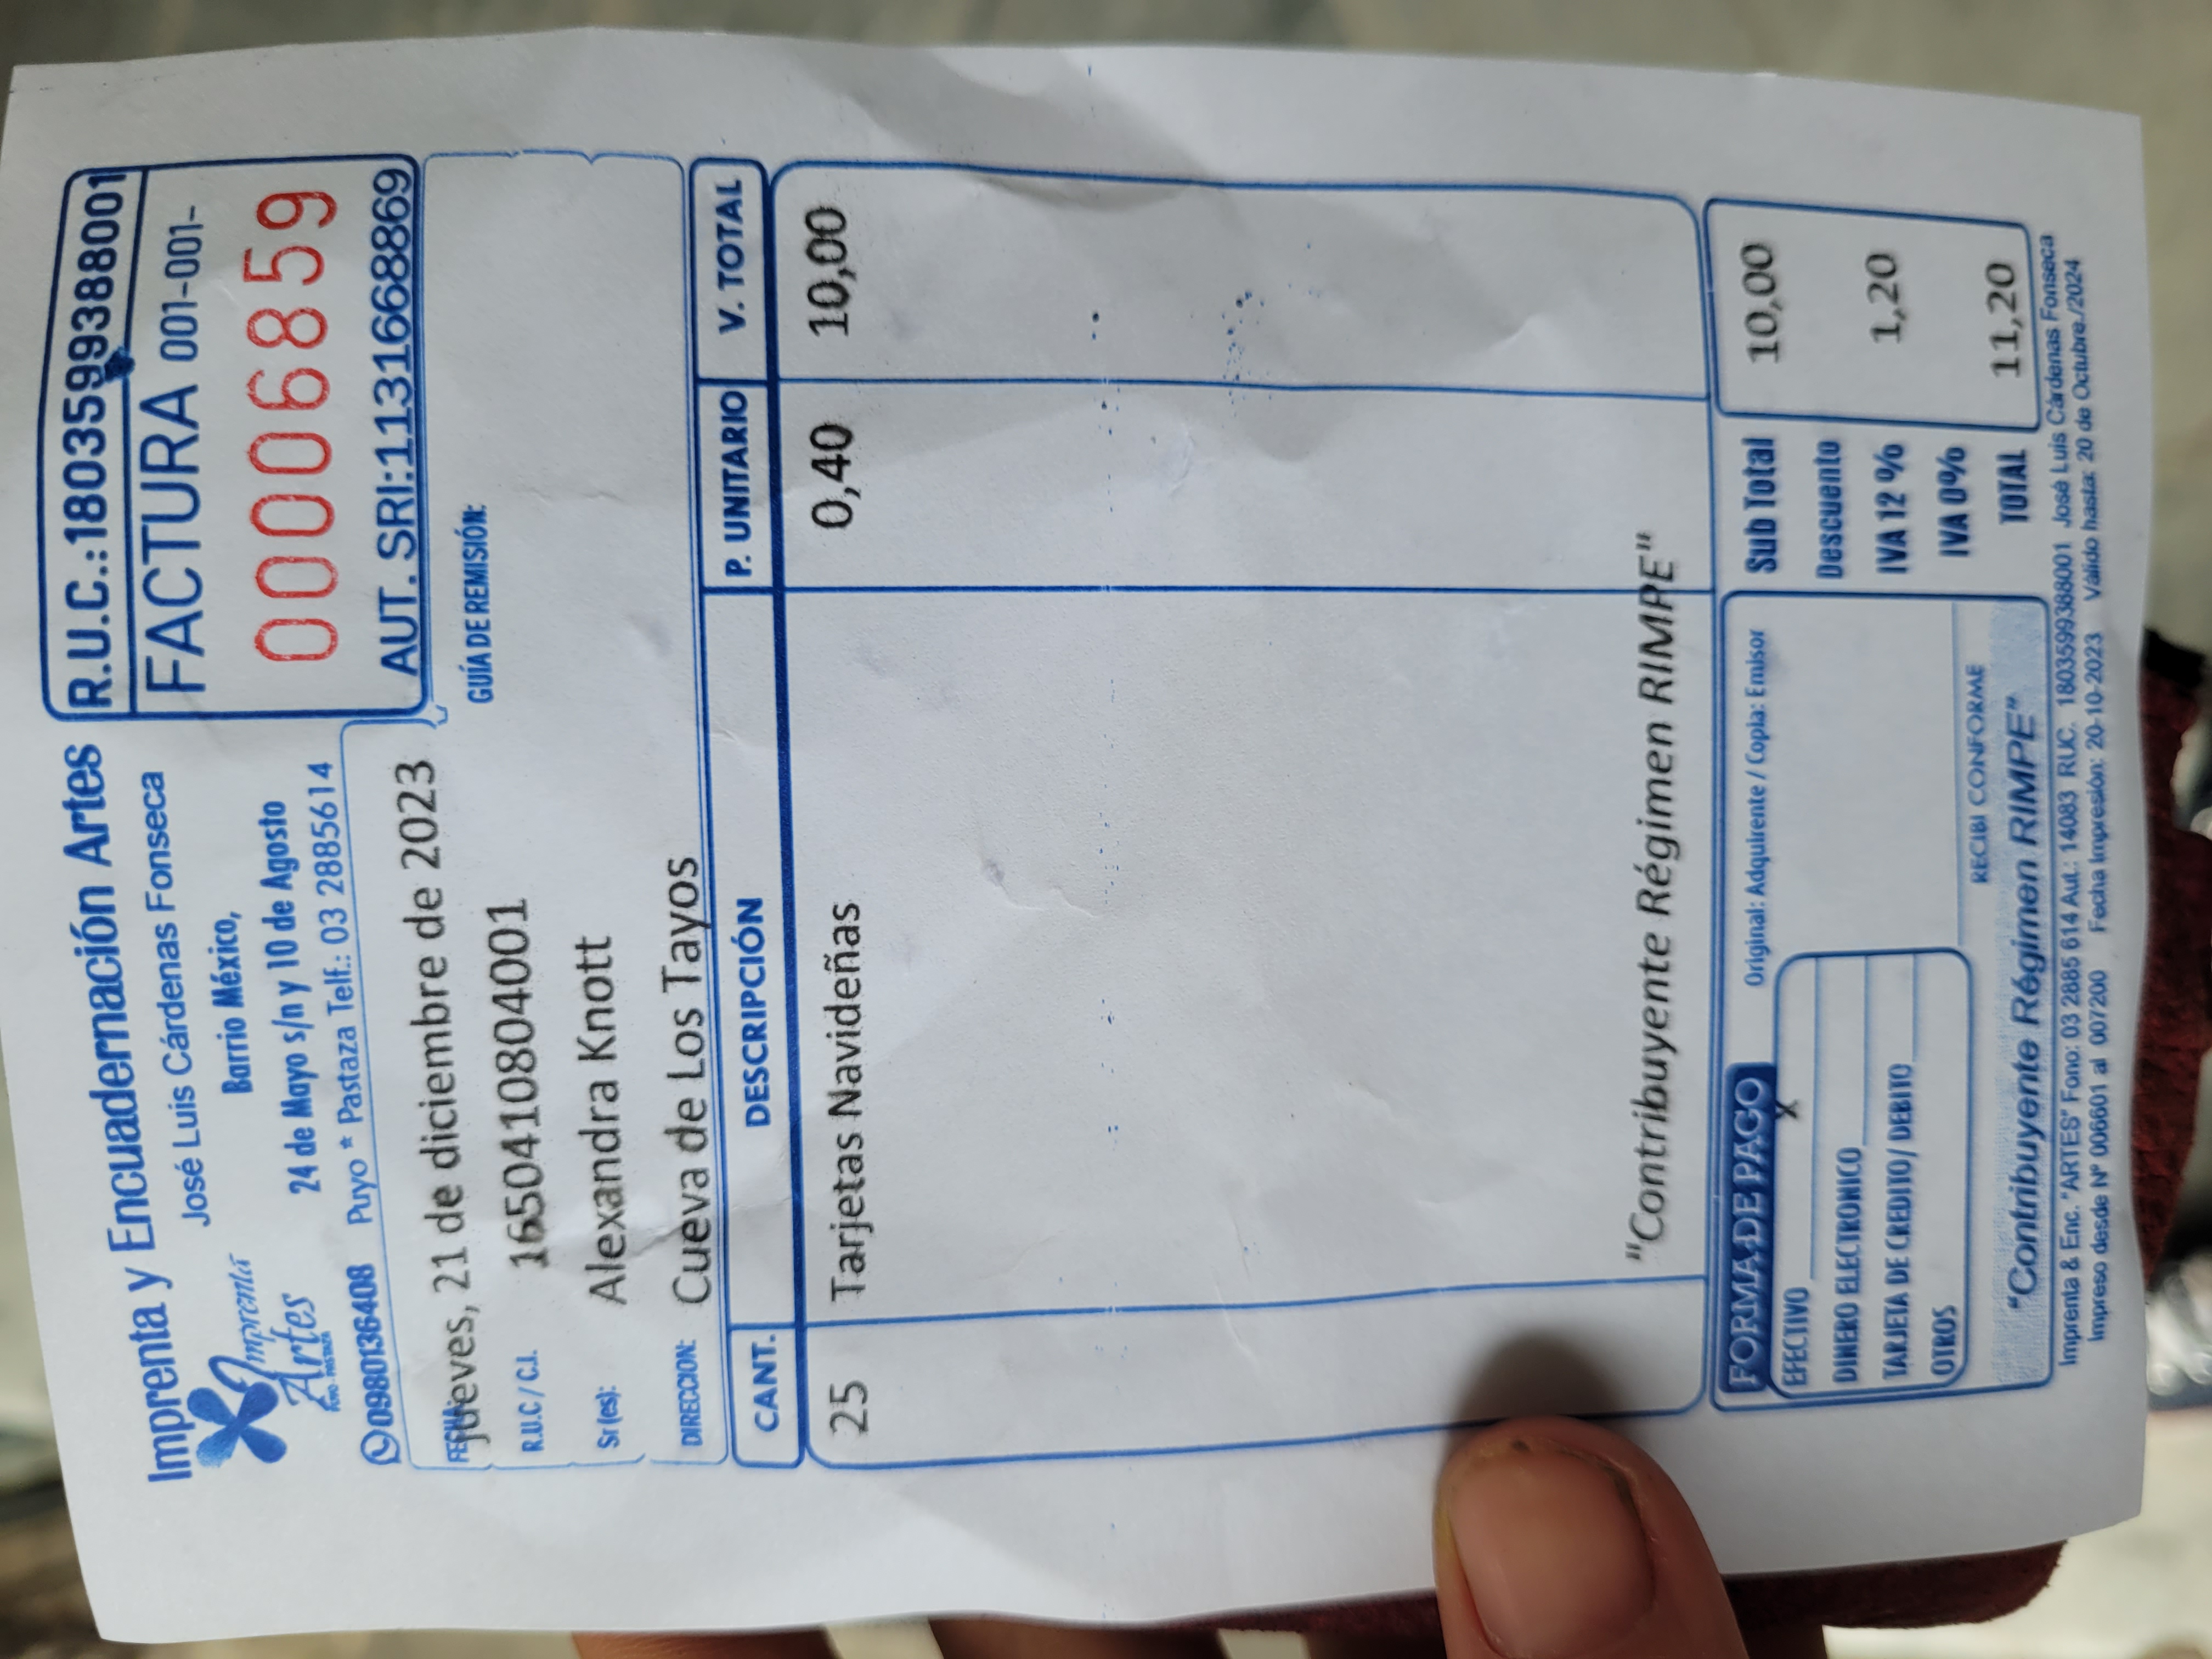 Imprenta y Encuadernación Artes
José Luis Cárdenas Fonseca
Barrio México,
24 de Mayo s/n y 10 de Agosto
0980136408 Puyo * Pastaza Telf.: 03 2885614
Imprenta
Artes
R.U.C.:1803599388001
FACTURA 001-001-
0006859
AUT. SRI:1131668869
FECHA: jueves, 21 de diciembre de 2023
GUÍA DE REMISIÓN:
R.U.C / C.I. 1650410804001
Sr (es): Alexandra Knott
DIRECCION: Cueva de Los Tayos
CANT. DESCRIPCIÓN P. UNITARIO V. TOTAL
25 Tarjetas Navideñas 0,40 10,00
"Contribuyente Régimen RIMPE"
FORMA DE PAGO Original: Adquirente / Copia: Emisor
EFECTIVO X
DINERO ELECTRONICO
TARJETA DE CREDITO/ DEBITO
OTROS
RECIBI CONFORME
"Contribuyente Régimen RIMPE"
Sub Total 10,00
Descuento
IVA 12 % 1,20
IVA 0%
TOTAL 11,20
Imprenta & Enc. "ARTES" Fono: 03 2885 614 Aut.: 14083 RUC. 1803599388001 José Luis Cárdenas Fonseca
Impreso desde Nº 006601 al 007200 Fecha Impresión: 20-10-2023 Válido hasta: 20 de Octubre./2024